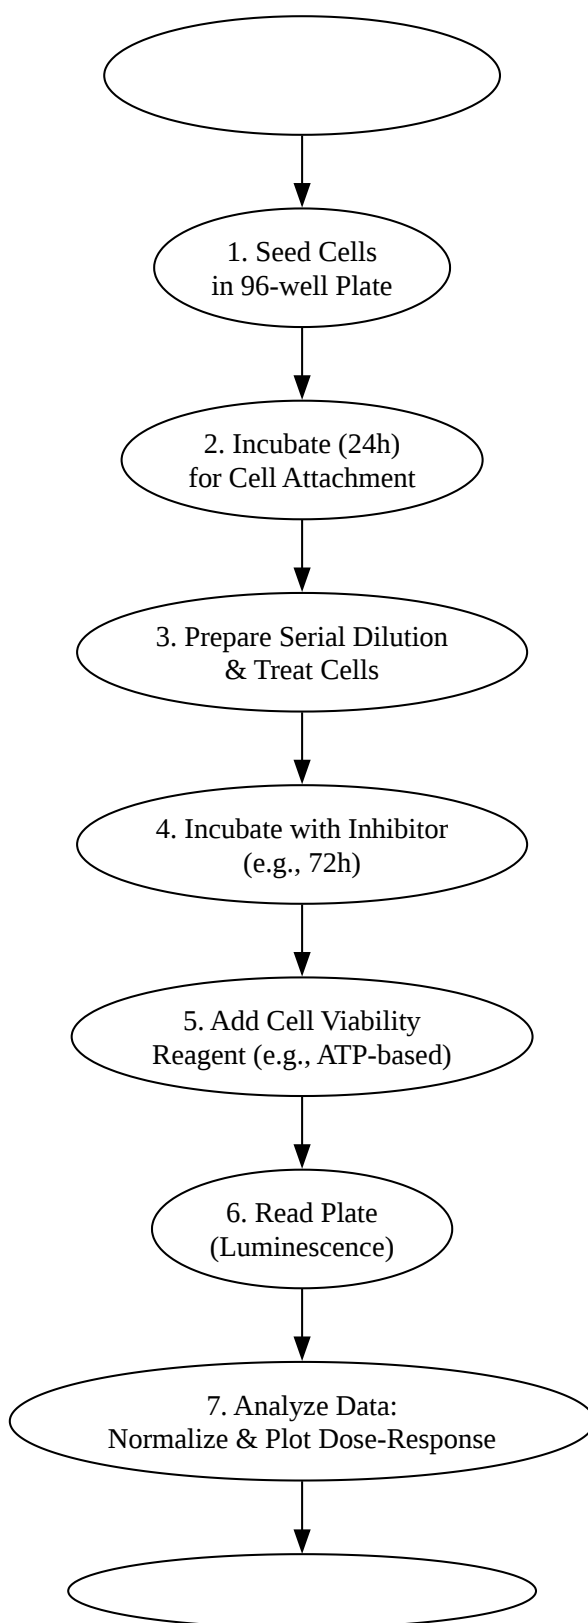 1. Seed Cells
in 96-well Plate
2. Incubate (24h)
for Cell Attachment
3. Prepare Serial Dilution
& Treat Cells
4. Incubate with Inhibitor
(e.g., 72h)
5. Add Cell Viability
Reagent (e.g., ATP-based)
6. Read Plate
(Luminescence)
7. Analyze Data:
Normalize & Plot Dose-Response